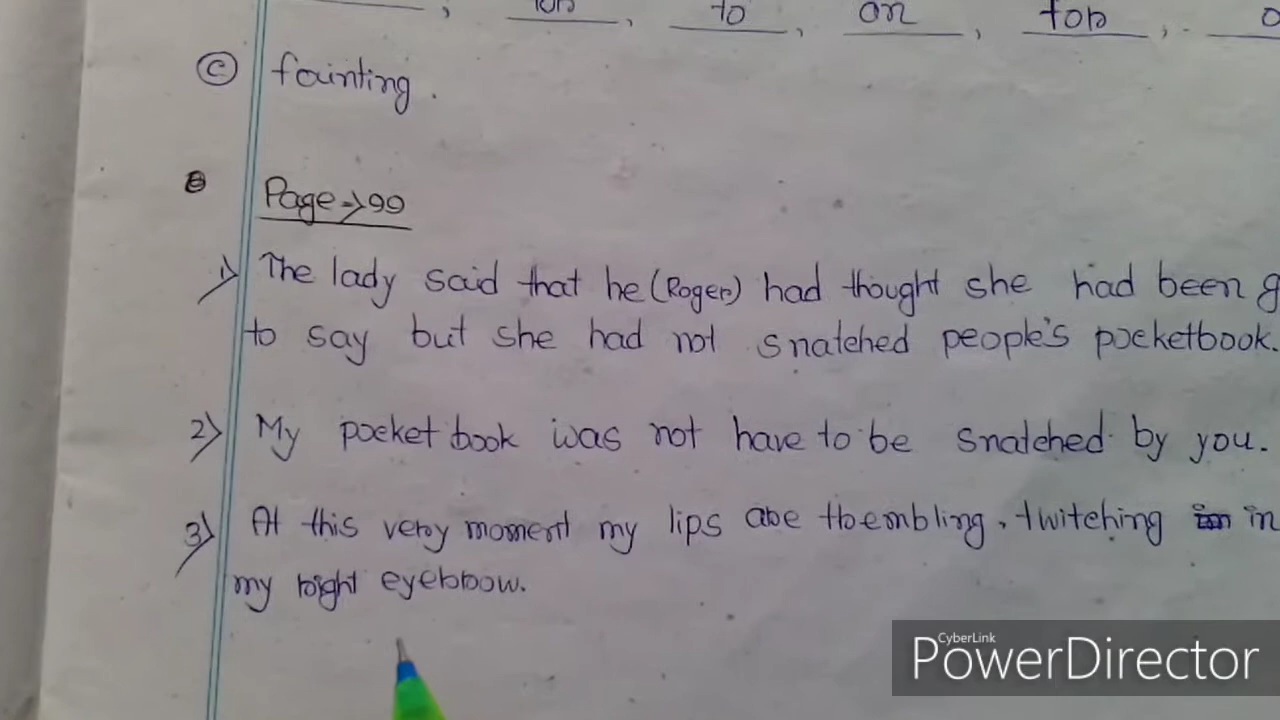 to, on, for,
© fainting.
Page → 99
1) The lady said that he (Roger) had thought she had been g
to say but she had not snatched people's pocketbook.
2) My pocket book was not have to be snatched by you.
3) At this very moment my lips are trembling, twitching in
my right eyebrow.
CyberLink
PowerDirector